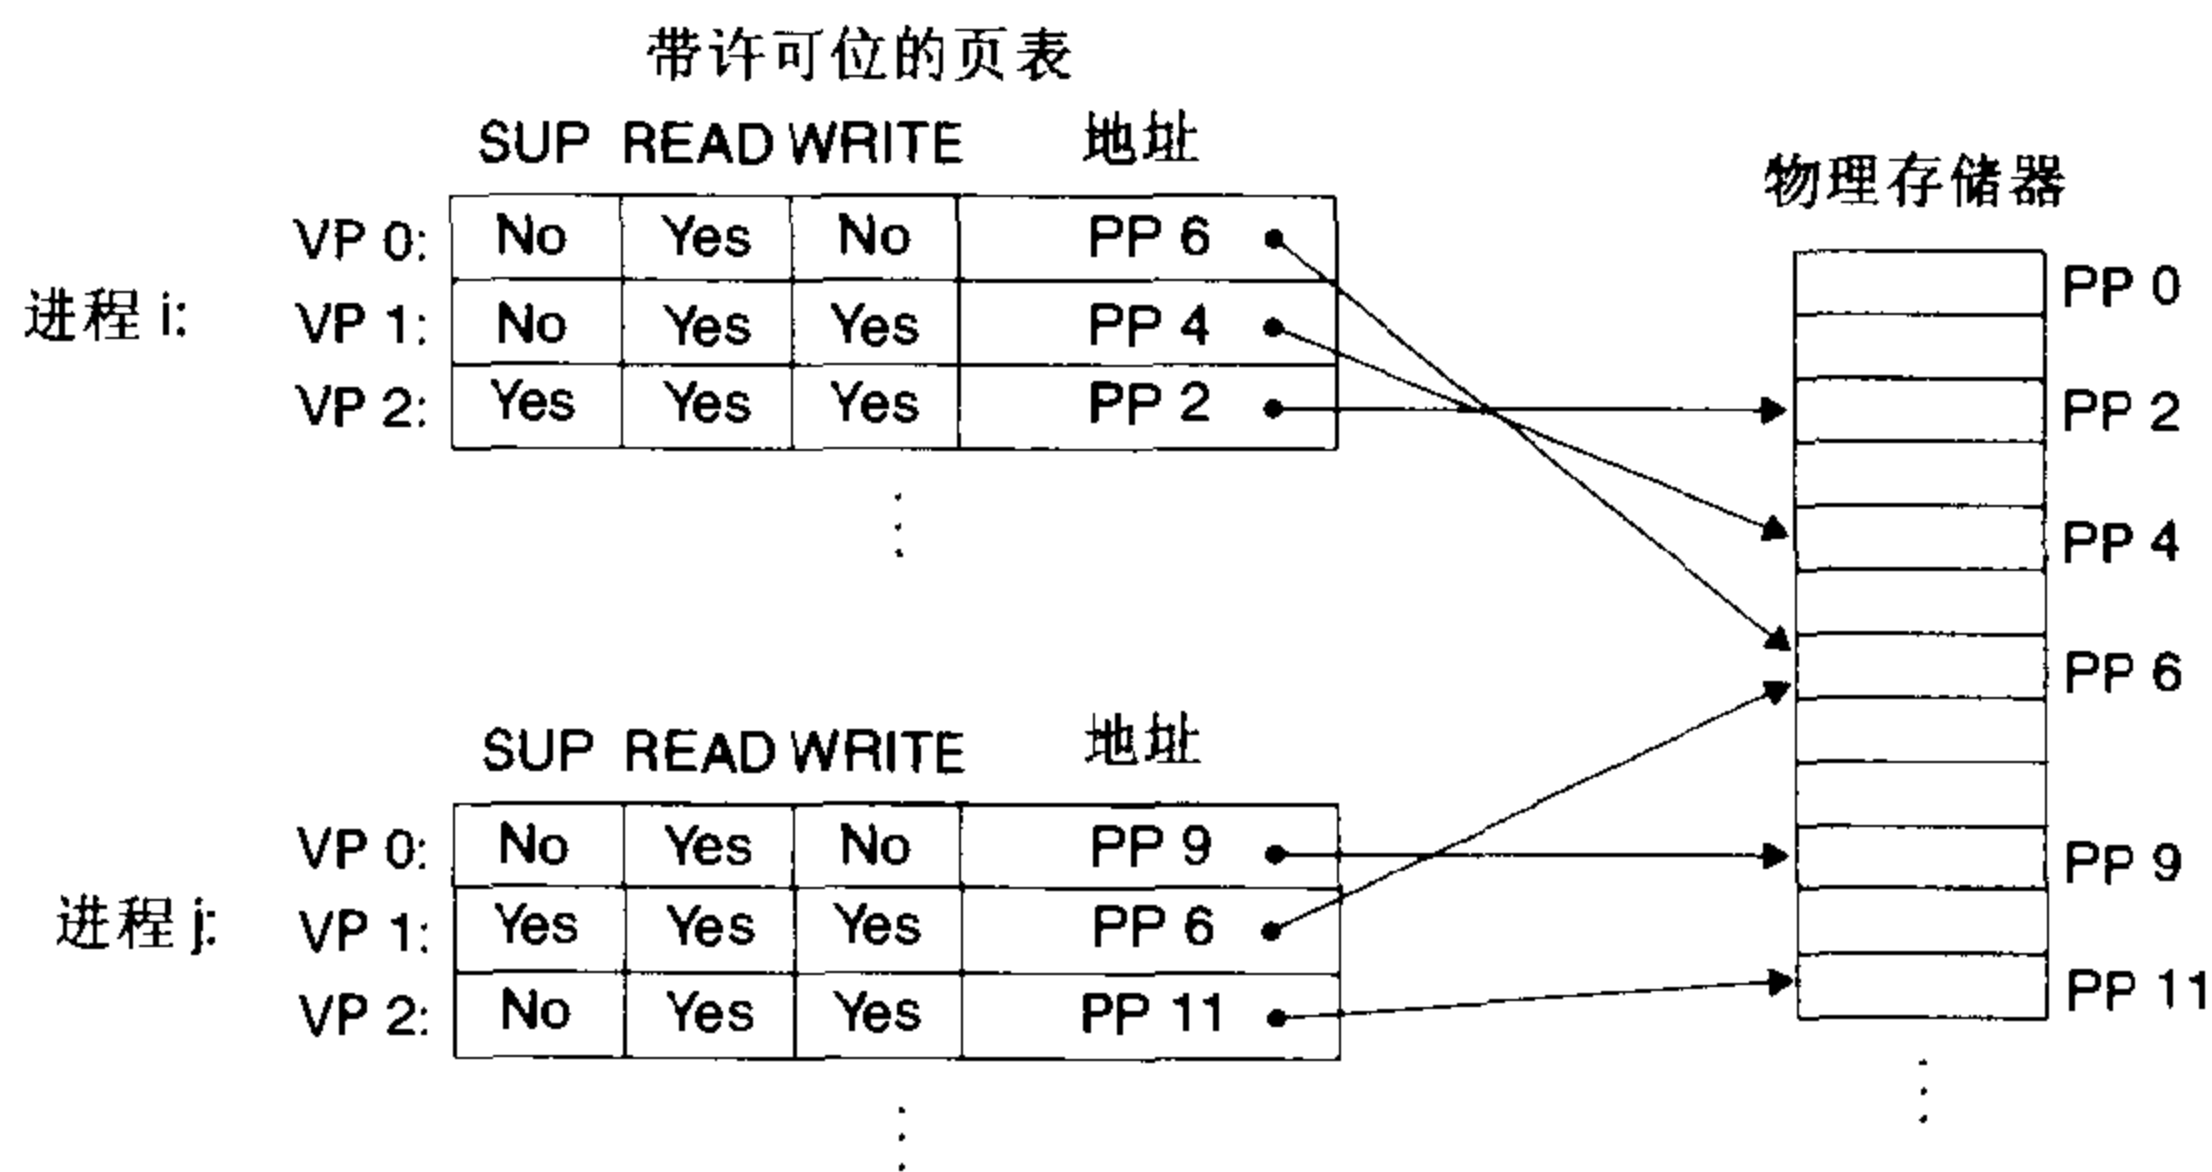 带许可位的页表
SUP READ WRITE 地址
物理存储器
VP 0: No Yes No PP 6
PP 0
进程 i: VP 1: No Yes Yes PP 4
VP 2: Yes Yes Yes PP 2
PP 2
PP 4
PP 6
SUP READ WRITE 地址
VP 0: No Yes No PP 9
PP 9
进程 j: VP 1: Yes Yes Yes PP 6
VP 2: No Yes Yes PP 11
PP 11